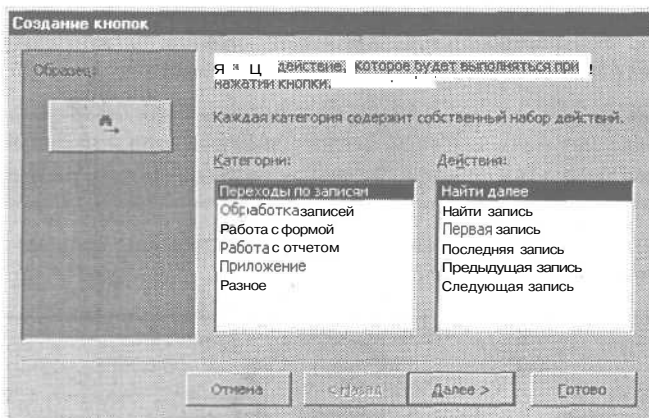 Создание кнопок
Образец:
Я * Ц действие, которое будет выполняться при !
нажатии кнопки.
Каждая категория содержит собственный набор действий.
Категории:
Действия:
Переходы по записям
Обработка записей
Работа с формой
Работа с отчетом
Приложение
Разное
Найти далее
Найти запись
Первая запись
Последняя запись
Предыдущая запись
Следующая запись
Отмена
< Назад
Далее >
Готово